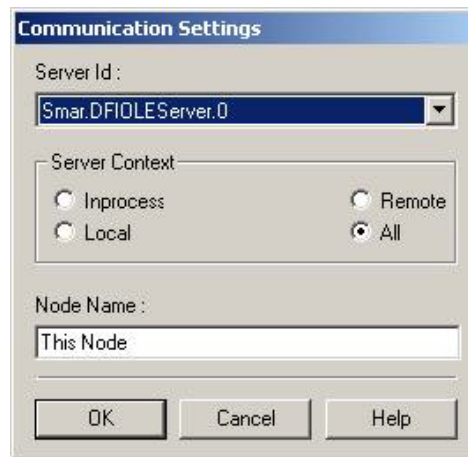 Communication Settings
Server Id :
Smar.DFIOLEServer.0
Server Context
Inprocess Remote
Local All
Node Name :
This Node
OK Cancel Help